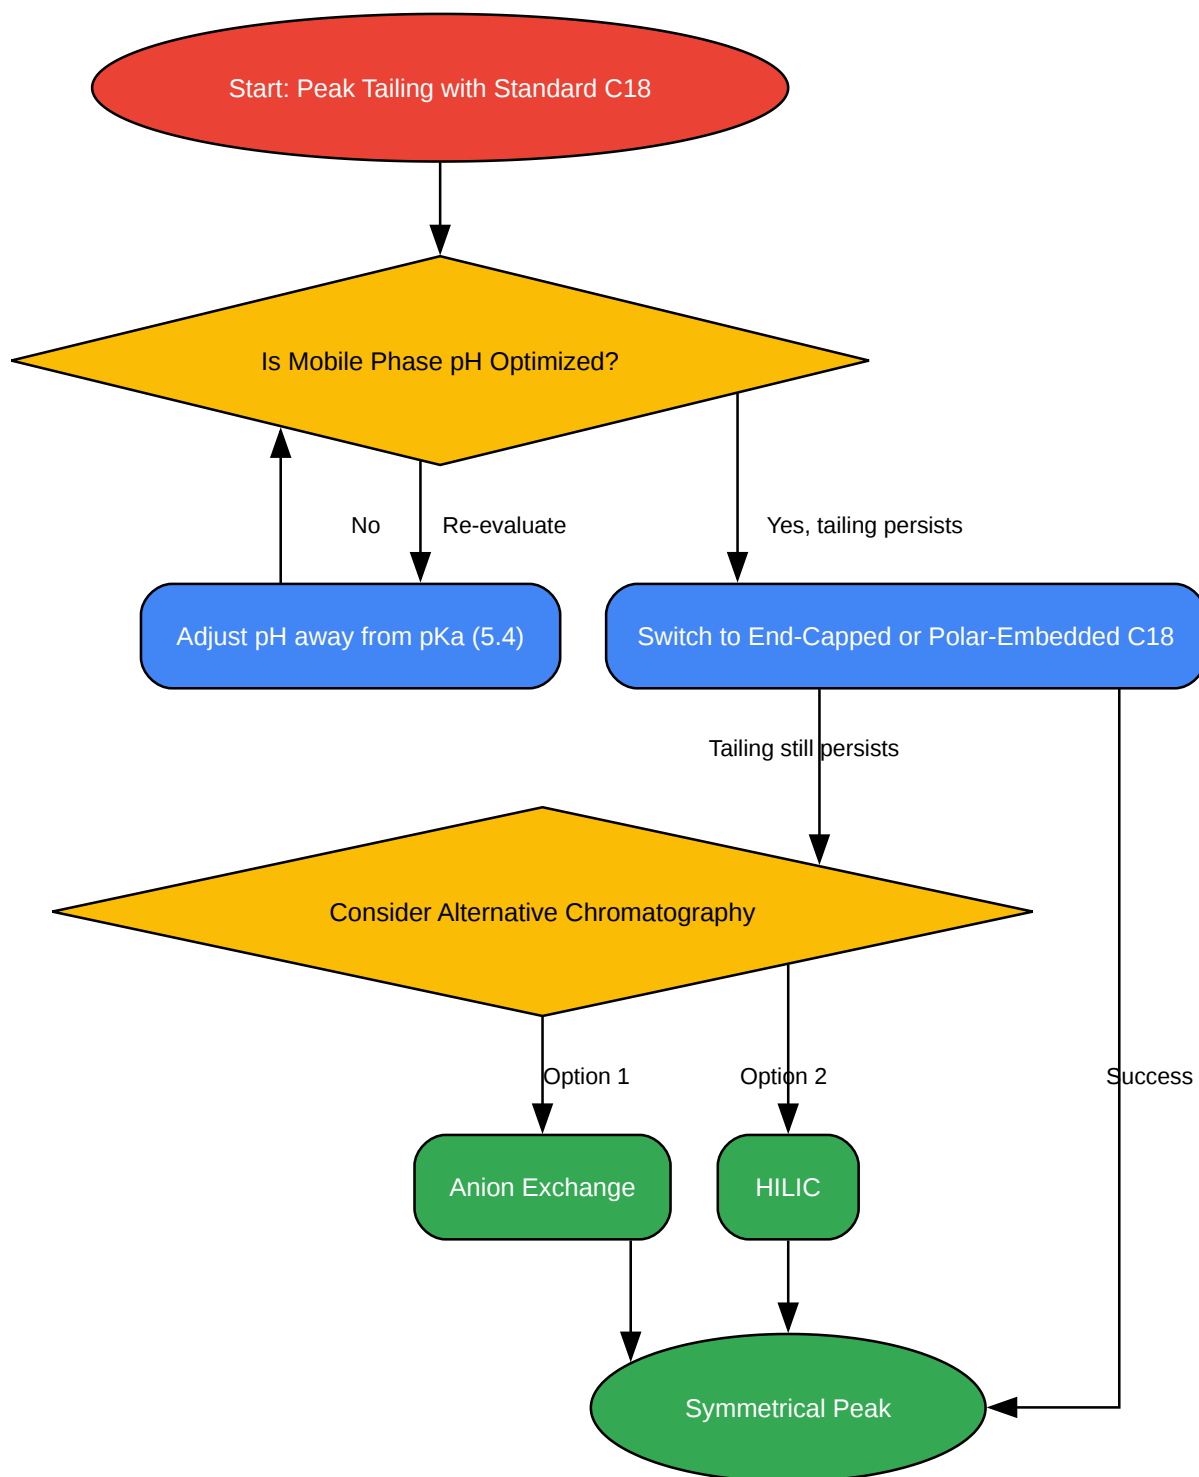 Start: Peak Tailing with Standard C18
Is Mobile Phase pH Optimized?
No
Re-evaluate
Yes, tailing persists
Adjust pH away from pKa (5.4)
Switch to End-Capped or Polar-Embedded C18
Tailing still persists
Consider Alternative Chromatography
Option 1
Option 2
Success
Anion Exchange
HILIC
Symmetrical Peak